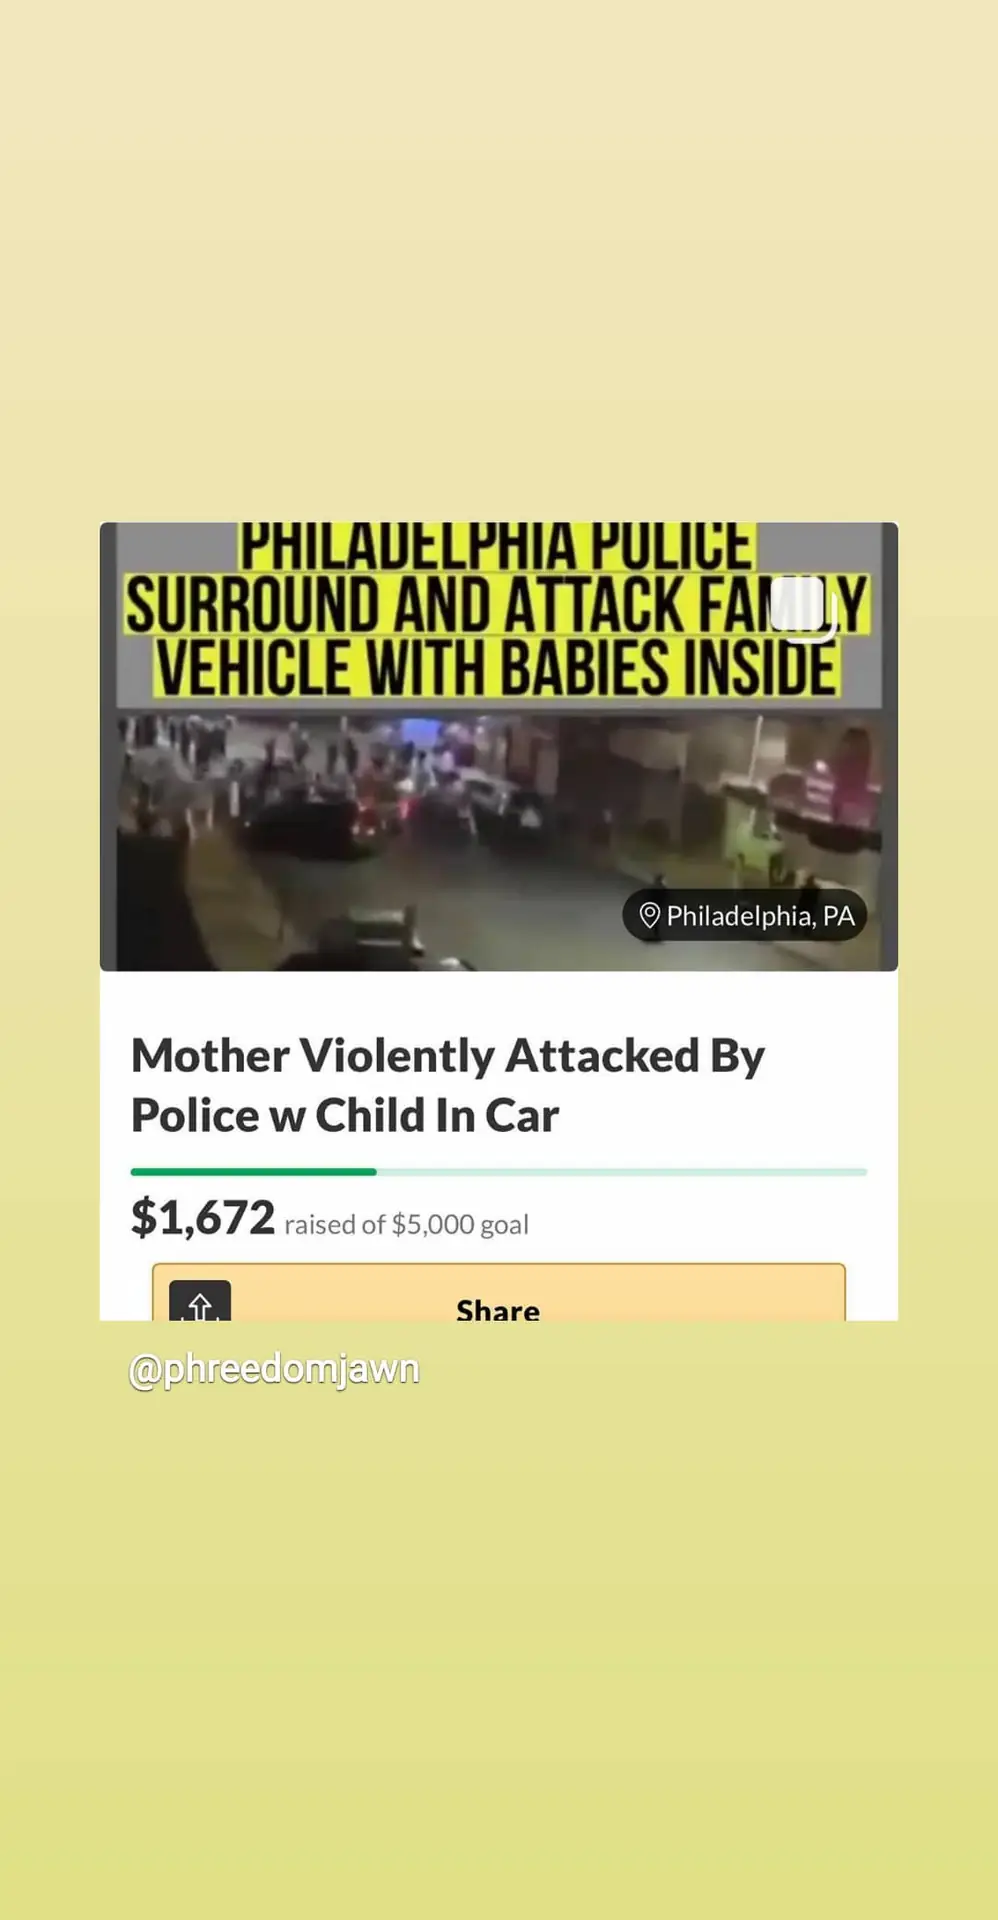 PHILADELPHIA POLICE
SURROUND AND ATTACK FAMILY
VEHICLE WITH BABIES INSIDE
Philadelphia, PA
Mother Violently Attacked By
Police w Child In Car
$1,672 raised of $5,000 goal
Share
@phreedomjawn